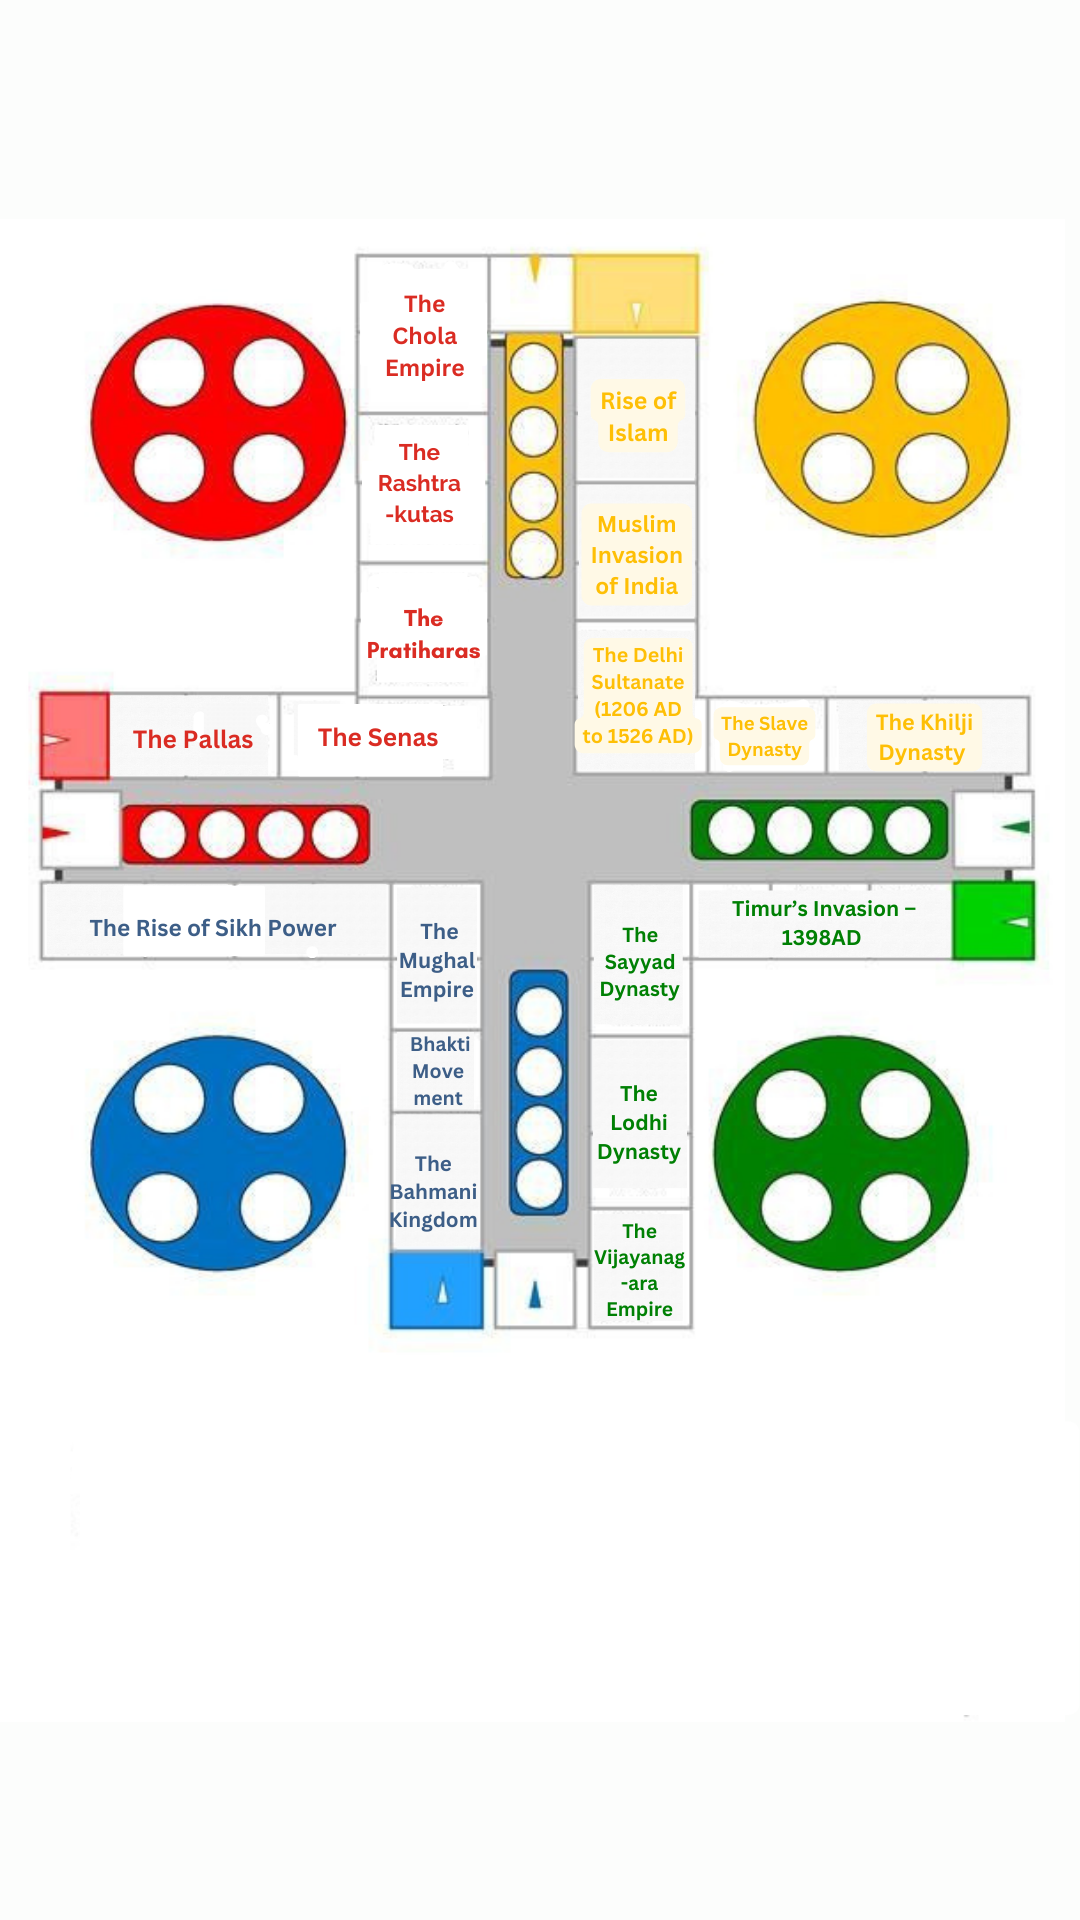 The
Chola
Empire
The
Rashtra
-kutas
The
Pratiharas
The Pallas
The Senas
Rise of
Islam
Muslim
Invasion
of India
The Delhi
Sultanate
(1206 AD
to 1526 AD)
The Slave
Dynasty
The Khilji
Dynasty
Timur's Invasion –
1398AD
The
Sayyad
Dynasty
The
Lodhi
Dynasty
The
Vijayanag
-ara
Empire
The
Bahmani
Kingdom
Bhakti
Move
ment
The
Mughal
Empire
The Rise of Sikh Power